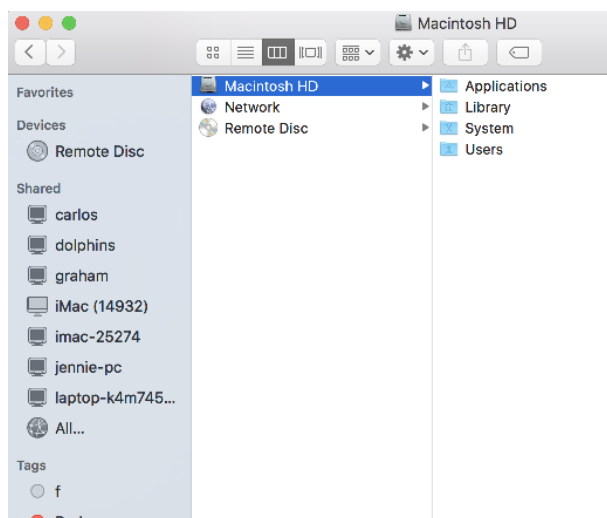 Macintosh HD
Favorites
Devices
Remote Disc
Shared
carlos
dolphins
graham
iMac (14932)
imac-25274
jennie-pc
laptop-k4m745...
All...
Tags
f
Macintosh HD
Network
Remote Disc
Applications
Library
System
Users